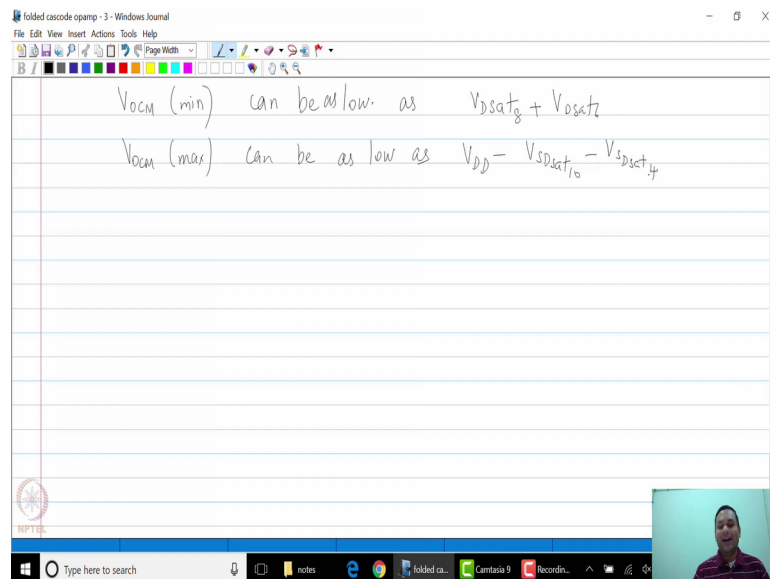 folded cascode opamp - 3 - Windows Journal
File Edit View Insert Actions Tools Help
Page Width
B I
VOCM (min) can be as low. as VDsat8 + VDsat6
VOCM (max) can be as low as VDD - VSDsat10 - VSDsat4
NPTEL
Type here to search notes folded ca... Camtasia 9 Recordin...